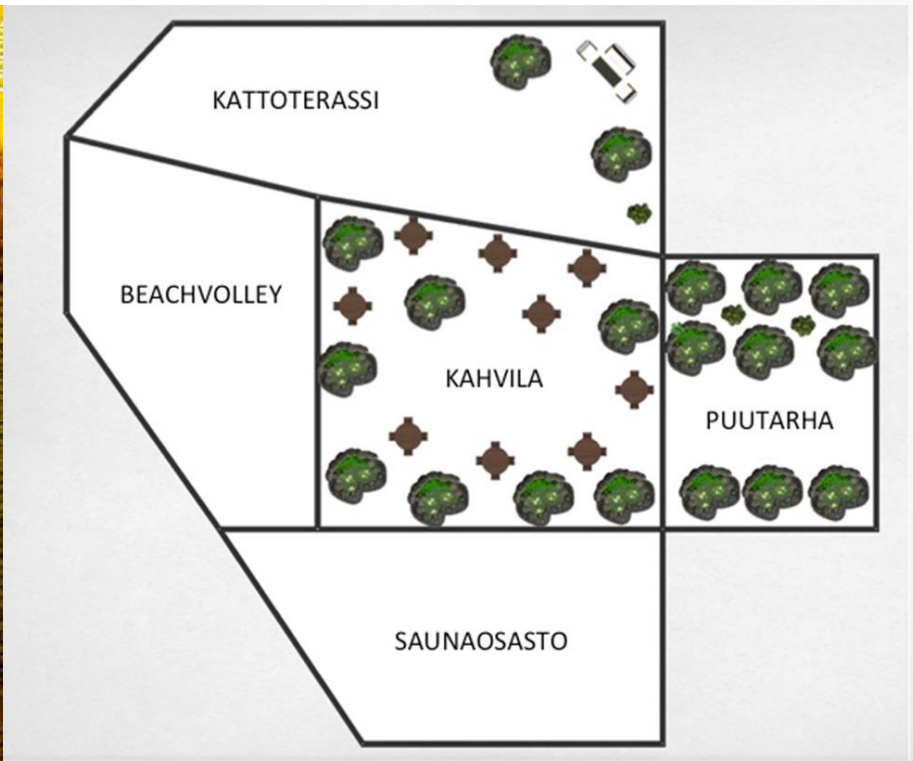 KATTOTERASSI
BEACHVOLLEY
KAHVILA
PUUTARHA
SAUNAOSASTO